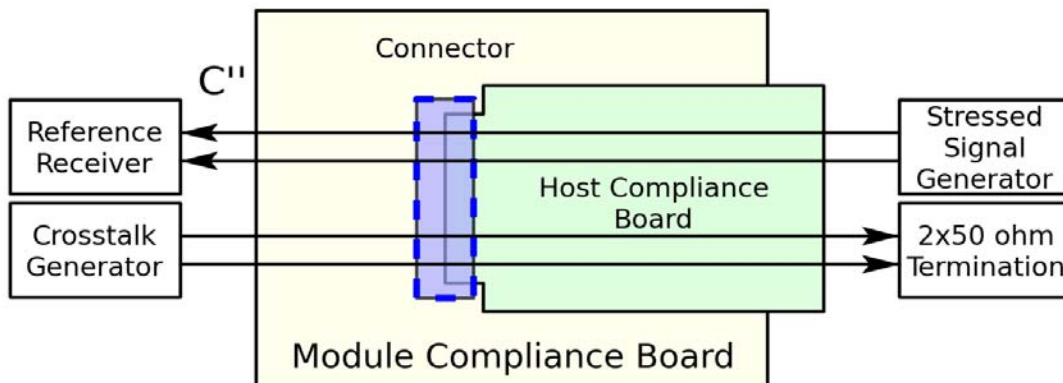 Connector
C''
Reference
Receiver
Stressed
Signal
Generator
Host Compliance
Board
Crosstalk
Generator
2x50 ohm
Termination
Module Compliance Board